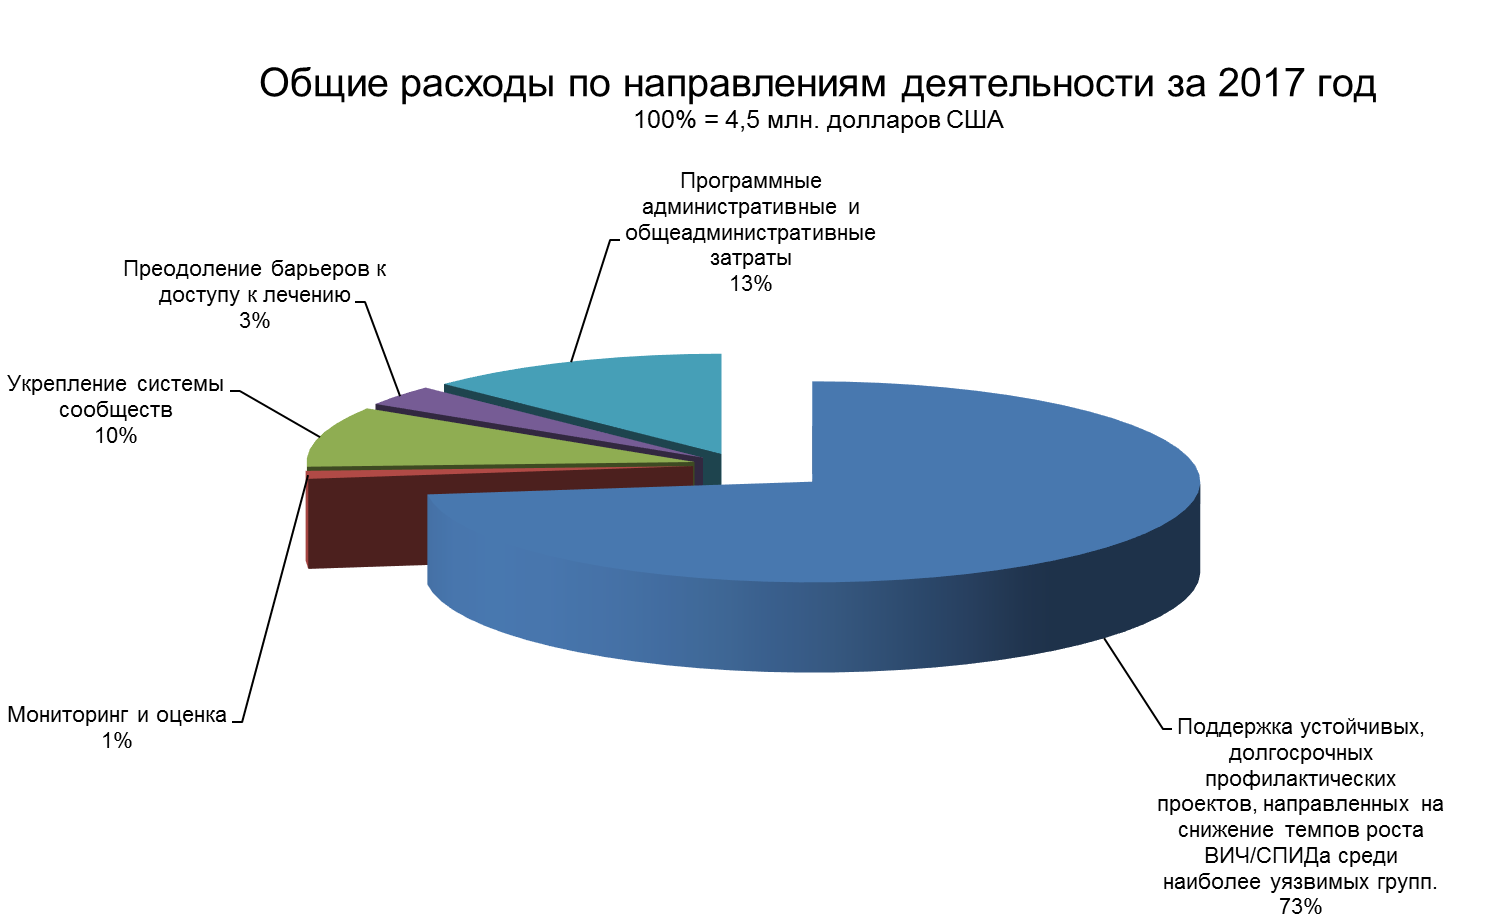 Общие расходы по направлениям деятельности за 2017 год
100% = 4,5 млн. долларов США
Программные
административные и
общеадминистративные
затраты
13%
Преодоление барьеров к
доступу к лечению
3%
Укрепление системы
сообществ
10%
Мониторинг и оценка
1%
Поддержка устойчивых,
долгосрочных
профилактических
проектов, направленных на
снижение темпов роста
ВИЧ/СПИДа среди
наиболее уязвимых групп.
73%